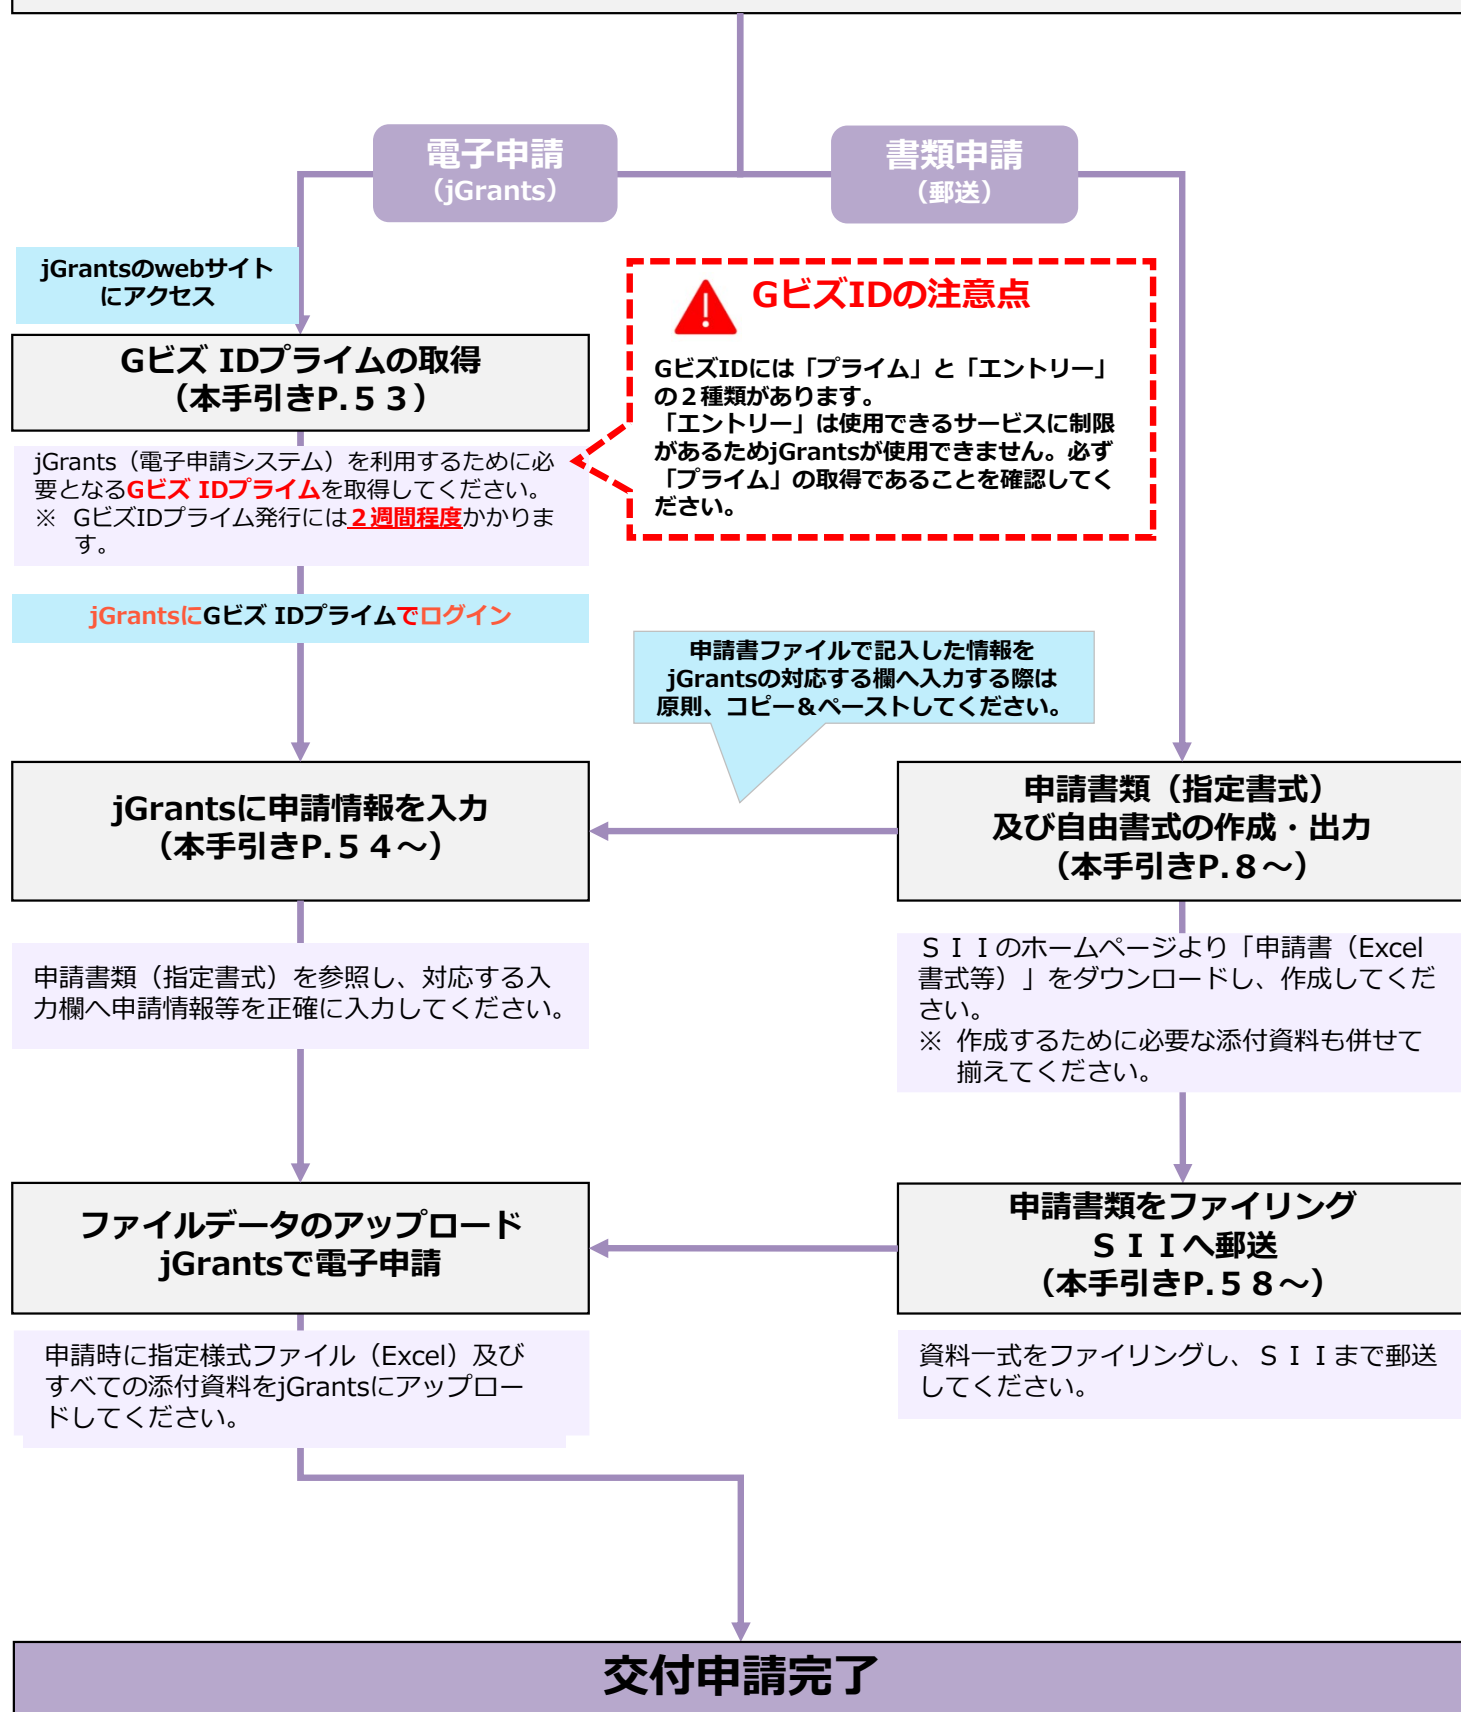 電子申請
（jGrants）
書類申請
（郵送）
jGrantsのwebサイト
にアクセス
Gビズ IDプライムの取得
（本手引きP.５３）
jGrants（電子申請システム）を利用するために必
要となるGビズ IDプライムを取得してください。
※ GビズIDプライム発行には２週間程度かかりま
す。
GビズIDの注意点
GビズIDには「プライム」と「エントリー」
の２種類があります。
「エントリー」は使用できるサービスに制限
があるためjGrantsが使用できません。必ず
「プライム」の取得であることを確認してく
ださい。
jGrantsにGビズ IDプライムでログイン
申請書ファイルで記入した情報を
jGrantsの対応する欄へ入力する際は
原則、コピー＆ペーストしてください。
jGrantsに申請情報を入力
（本手引きP.５４～）
申請書類（指定書式）を参照し、対応する入
力欄へ申請情報等を正確に入力してください。
申請書類（指定書式）
及び自由書式の作成・出力
（本手引きP.８～）
ＳＩＩのホームページより「申請書（Excel
書式等）」をダウンロードし、作成してくだ
さい。
※ 作成するために必要な添付資料も併せて
揃えてください。
ファイルデータのアップロード
jGrantsで電子申請
申請時に指定様式ファイル（Excel）及び
すべての添付資料をjGrantsにアップロー
ドしてください。
申請書類をファイリング
ＳＩＩへ郵送
（本手引きP.５８～）
資料一式をファイリングし、ＳＩＩまで郵送
してください。
交付申請完了